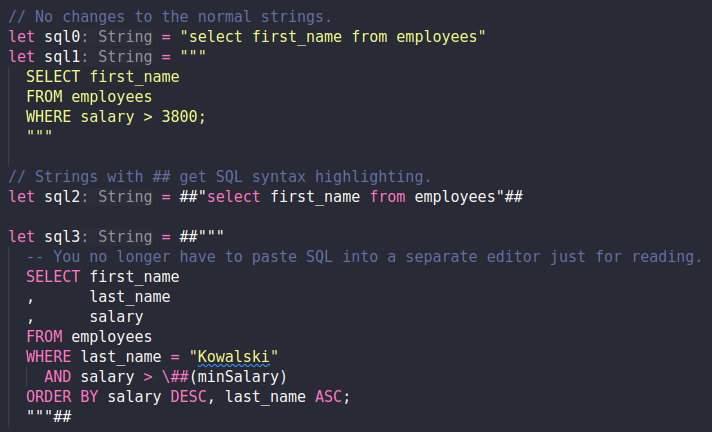 // No changes to the normal strings.
let sql0: String = "select first_name from employees"
let sql1: String = """
  SELECT first_name
  FROM employees
  WHERE salary > 3800;
  """
// Strings with ## get SQL syntax highlighting.
let sql2: String = ##"select first_name from employees"##
let sql3: String = ##"""
  -- You no longer have to paste SQL into a separate editor just for reading.
  SELECT first_name
  ,      last_name
  ,      salary
  FROM employees
  WHERE last_name = "Kowalski"
    AND salary > \##(minSalary)
  ORDER BY salary DESC, last_name ASC;
  """##